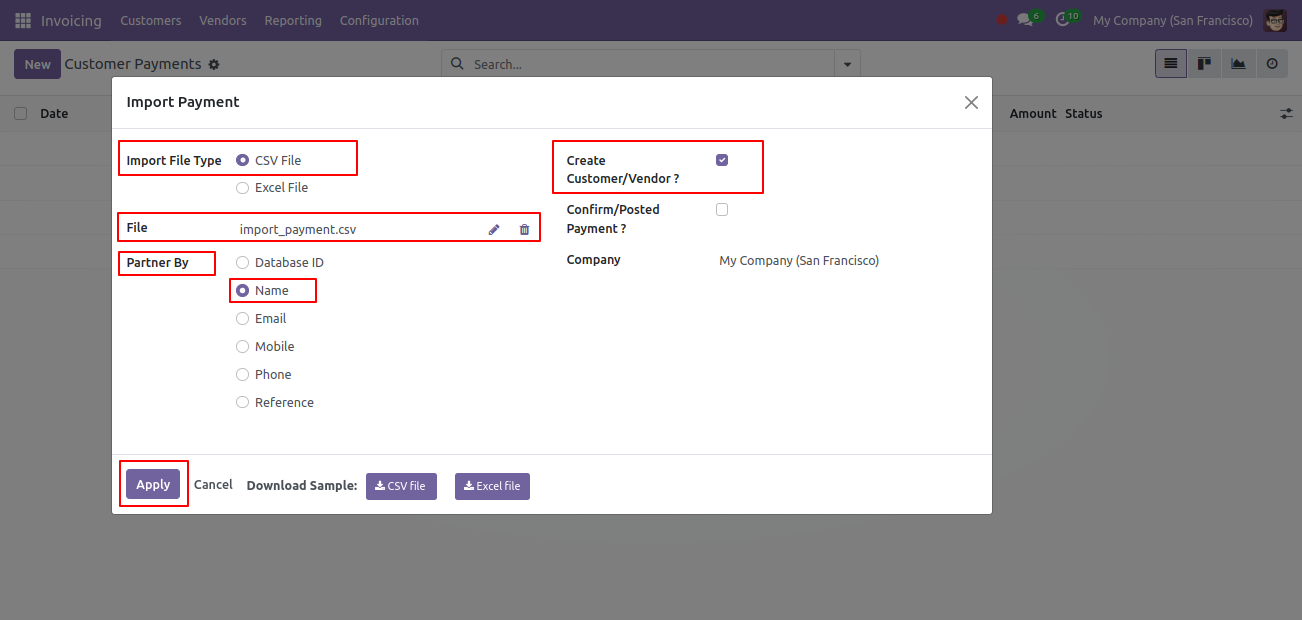 Invoicing Customers Vendors Reporting Configuration 6 10 My Company (San Francisco)
New Customer Payments Search...
Import Payment
Date Amount Status
Import File Type CSV File
Excel File
File import_payment.csv
Partner By Database ID
Name
Email
Mobile
Phone
Reference
Create
Customer/Vendor ?
Confirm/Posted
Payment ?
Company My Company (San Francisco)
Apply Cancel Download Sample: CSV file Excel file